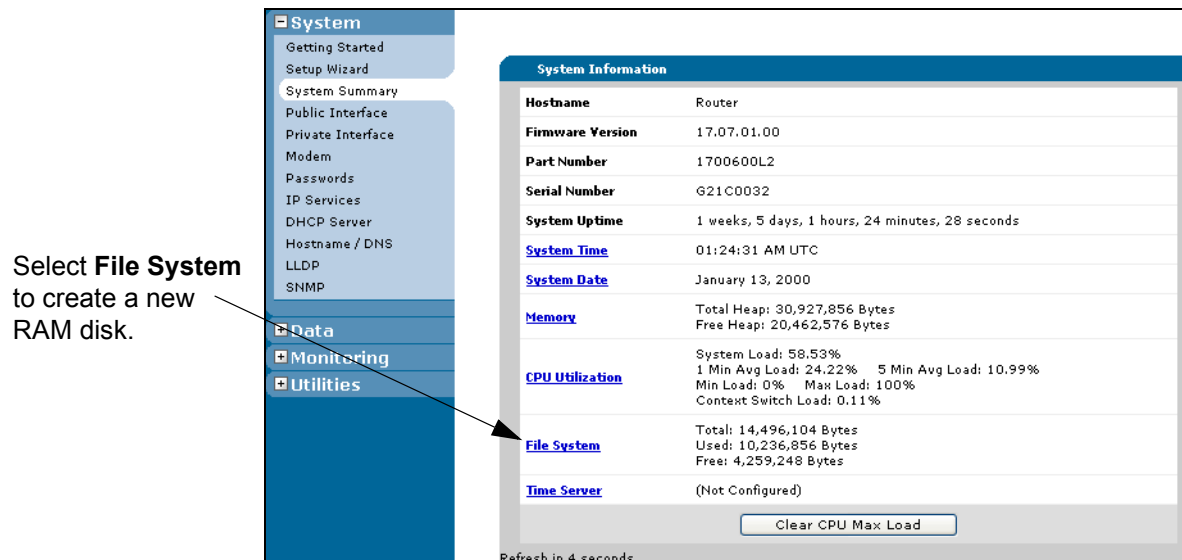 System
Getting Started
Setup Wizard
System Summary
Public Interface
Private Interface
Modem
Passwords
IP Services
DHCP Server
Hostname / DNS
LLDP
SNMP
Data
Monitoring
Utilities
Select File System
to create a new
RAM disk.
System Information
Hostname Router
Firmware Version 17.07.01.00
Part Number 1700600L2
Serial Number G21C0032
System Uptime 1 weeks, 5 days, 1 hours, 24 minutes, 28 seconds
System Time 01:24:31 AM UTC
System Date January 13, 2000
Memory Total Heap: 30,927,856 Bytes
Free Heap: 20,462,576 Bytes
CPU Utilization System Load: 58.53%
1 Min Avg Load: 24.22% 5 Min Avg Load: 10.99%
Min Load: 0% Max Load: 100%
Context Switch Load: 0.11%
File System Total: 14,496,104 Bytes
Used: 10,236,856 Bytes
Free: 4,259,248 Bytes
Time Server (Not Configured)
Clear CPU Max Load
Refresh in 4 seconds